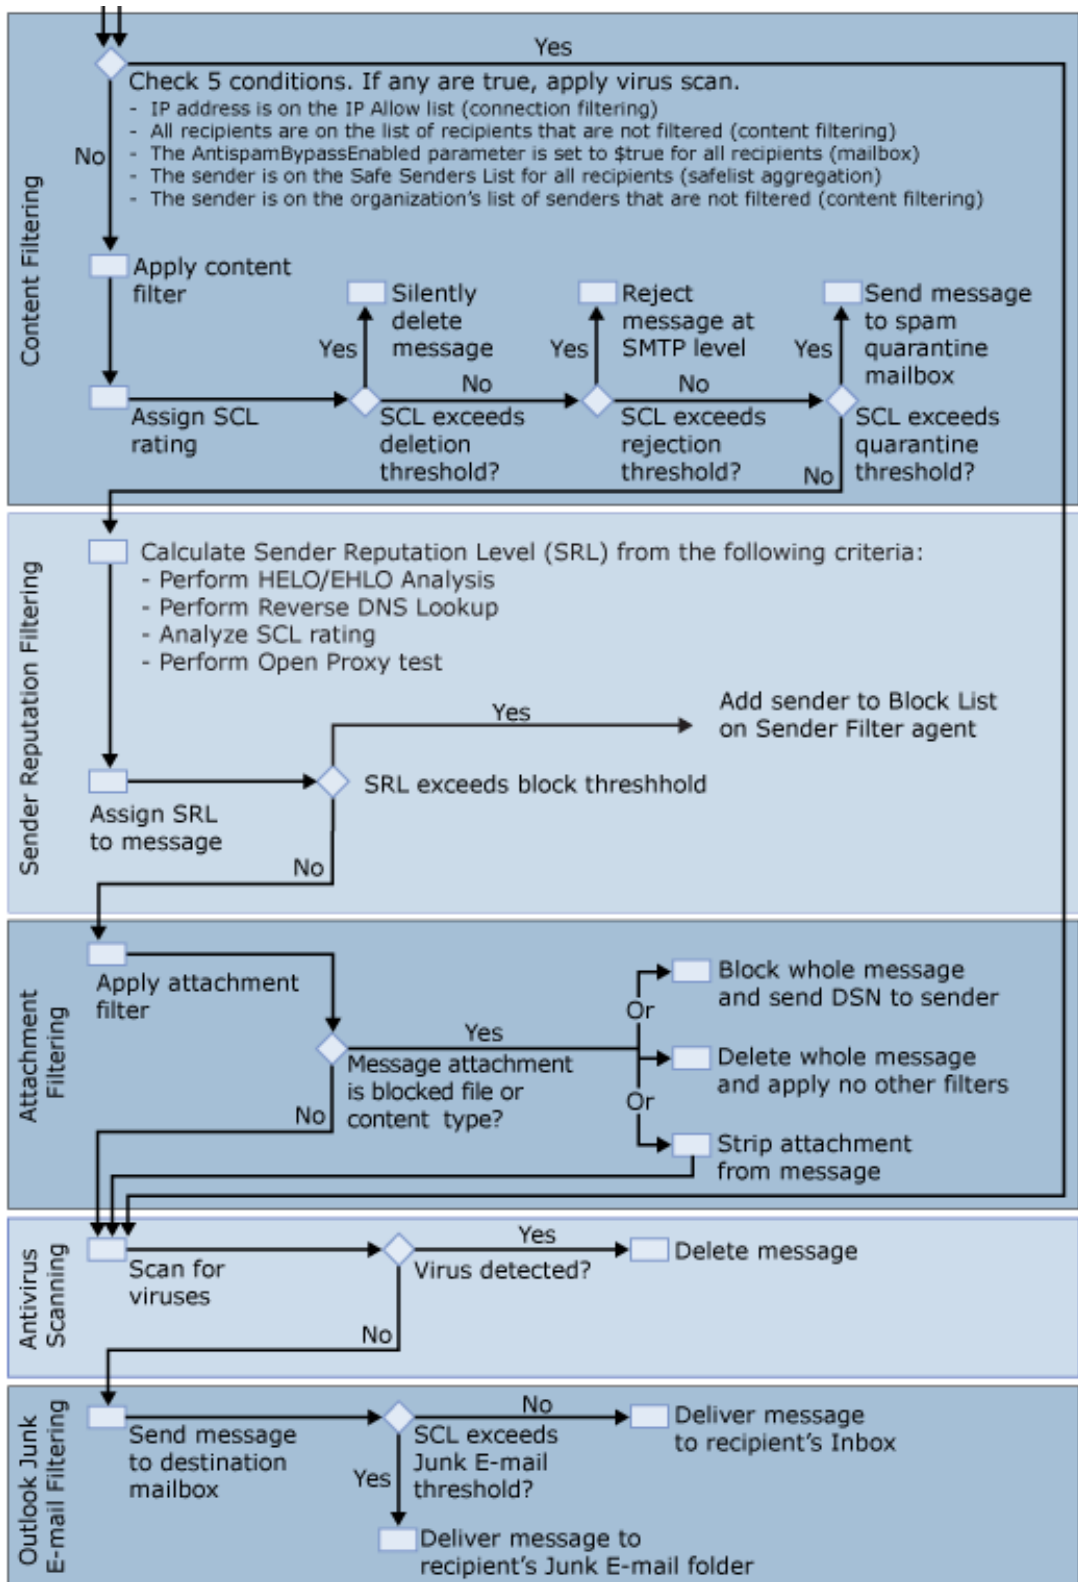 Yes
Check 5 conditions. If any are true, apply virus scan.
- IP address is on the IP Allow list (connection filtering)
- All recipients are on the list of recipients that are not filtered (content filtering)
- The AntispamBypassEnabled parameter is set to $true for all recipients (mailbox)
- The sender is on the Safe Senders List for all recipients (safelist aggregation)
- The sender is on the organization's list of senders that are not filtered (content filtering)
No
Content Filtering
Apply content
filter
Silently
delete
message
Reject
message at
SMTP level
Send message
to spam
quarantine
mailbox
Yes
Yes
Yes
No
No
Assign SCL
rating
SCL exceeds
deletion
threshold?
SCL exceeds
rejection
threshold?
SCL exceeds
quarantine
threshold?
No
Sender Reputation Filtering
Calculate Sender Reputation Level (SRL) from the following criteria:
- Perform HELO/EHLO Analysis
- Perform Reverse DNS Lookup
- Analyze SCL rating
- Perform Open Proxy test
Yes
Add sender to Block List
on Sender Filter agent
SRL exceeds block threshhold
Assign SRL
to message
No
Attachment
Filtering
Apply attachment
filter
Yes
Message attachment
is blocked file or
content type?
No
Or
Or
Block whole message
and send DSN to sender
Delete whole message
and apply no other filters
Strip attachment
from message
Antivirus
Scanning
Scan for
viruses
Yes
Virus detected?
Delete message
No
Outlook Junk
E-mail Filtering
Send message
to destination
mailbox
No
SCL exceeds
Junk E-mail
threshold?
Yes
Deliver message
to recipient's Inbox
Deliver message to
recipient's Junk E-mail folder